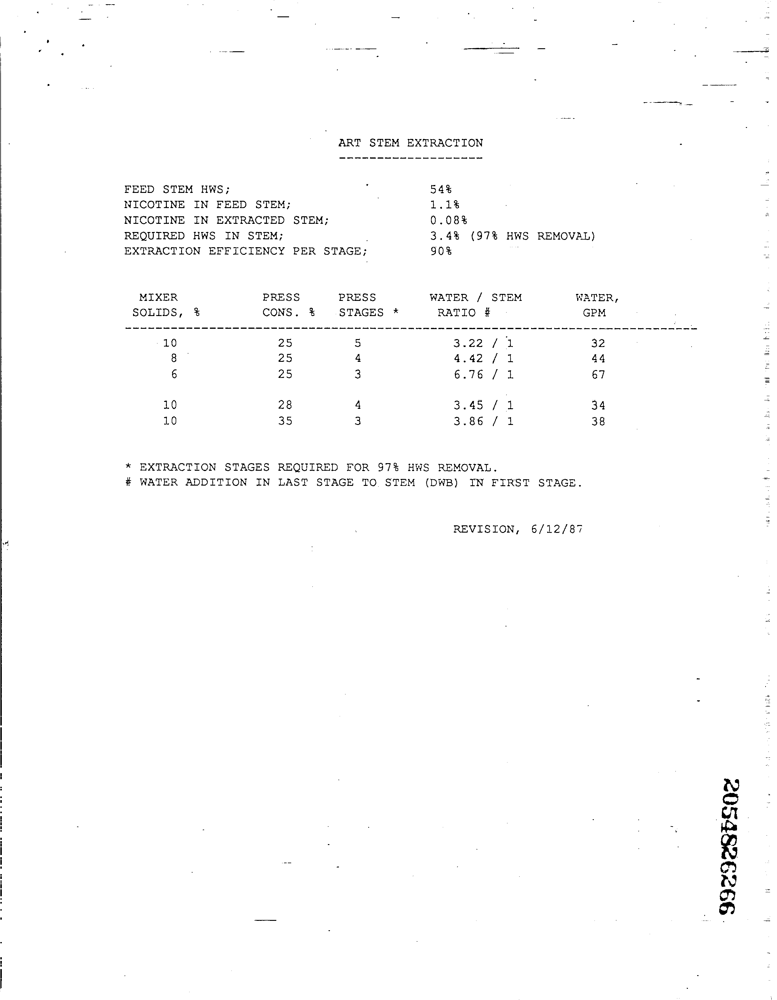 ART STEM EXTRACTION
-------------------
FEED STEM HWS; 54%
NICOTINE IN FEED STEM; 1.1%
NICOTINE IN EXTRACTED STEM; 0.08%
REQUIRED HWS IN STEM; 3.4% (97% HWS REMOVAL)
EXTRACTION EFFICIENCY PER STAGE; 90%
MIXER PRESS PRESS WATER / STEM WATER,
SOLIDS, % CONS. % STAGES * RATIO # GPM
10 25 5 3.22 / 1 32
8 25 4 4.42 / 1 44
6 25 3 6.76 / 1 67
10 28 4 3.45 / 1 34
10 35 3 3.86 / 1 38
* EXTRACTION STAGES REQUIRED FOR 97% HWS REMOVAL.
# WATER ADDITION IN LAST STAGE TO STEM (DWB) IN FIRST STAGE.
REVISION, 6/12/87
2054826266